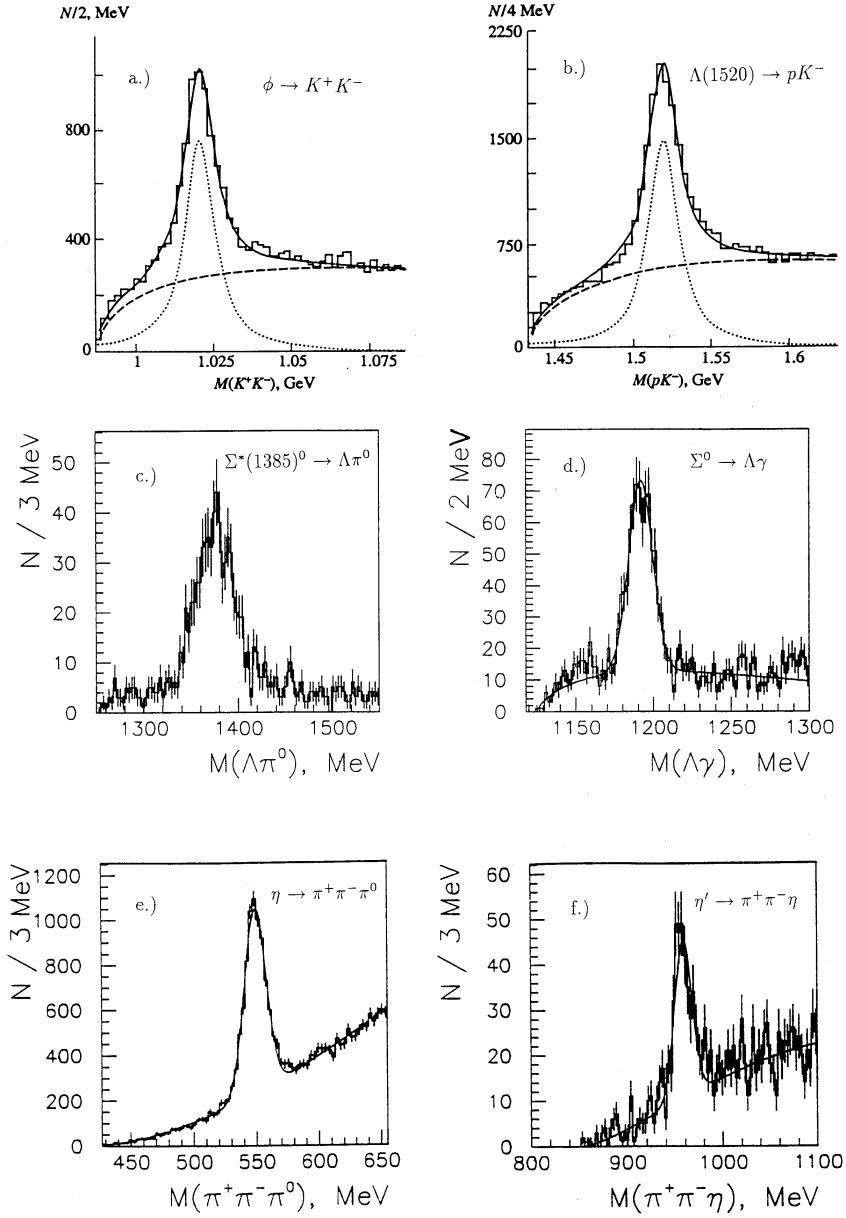 N/2, MeV
a.)
ϕ → K⁺K⁻
800
400
0
1
1.025
1.05
1.075
M(K⁺K⁻), GeV
N/4 MeV
2250
b.)
Λ(1520) → pK⁻
1500
750
0
1.45
1.5
1.55
1.6
M(pK⁻), GeV
N / 3 MeV
c.)
Σ*(1385)⁰ → Λπ⁰
50
40
30
20
10
0
1300
1400
1500
M(Λπ⁰), MeV
N / 2 MeV
d.)
Σ⁰ → Λγ
80
70
60
50
40
30
20
10
0
1150
1200
1250
1300
M(Λγ), MeV
N / 3 MeV
e.)
η → π⁺π⁻π⁰
1200
1000
800
600
400
200
0
450
500
550
600
650
M(π⁺π⁻π⁰), MeV
N / 3 MeV
f.)
η′ → π⁺π⁻η
60
50
40
30
20
10
0
800
900
1000
1100
M(π⁺π⁻η), MeV